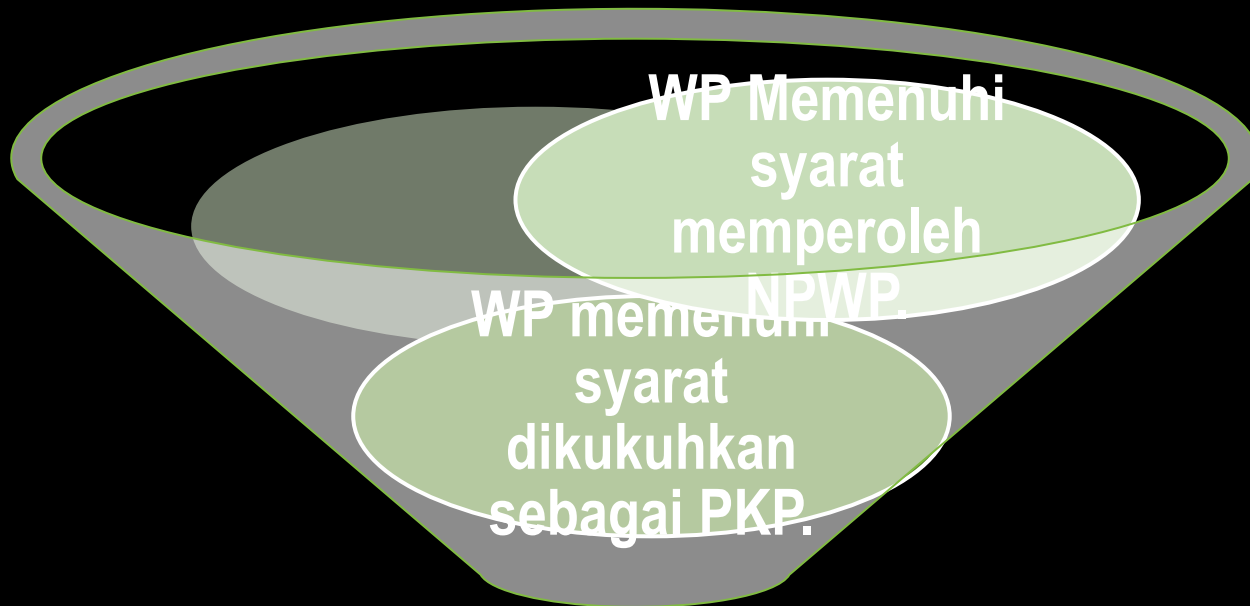 WP Memenuhi
syarat
memperoleh
NPWP.
WP memenuhi
syarat
dikukuhkan
sebagai PKP.